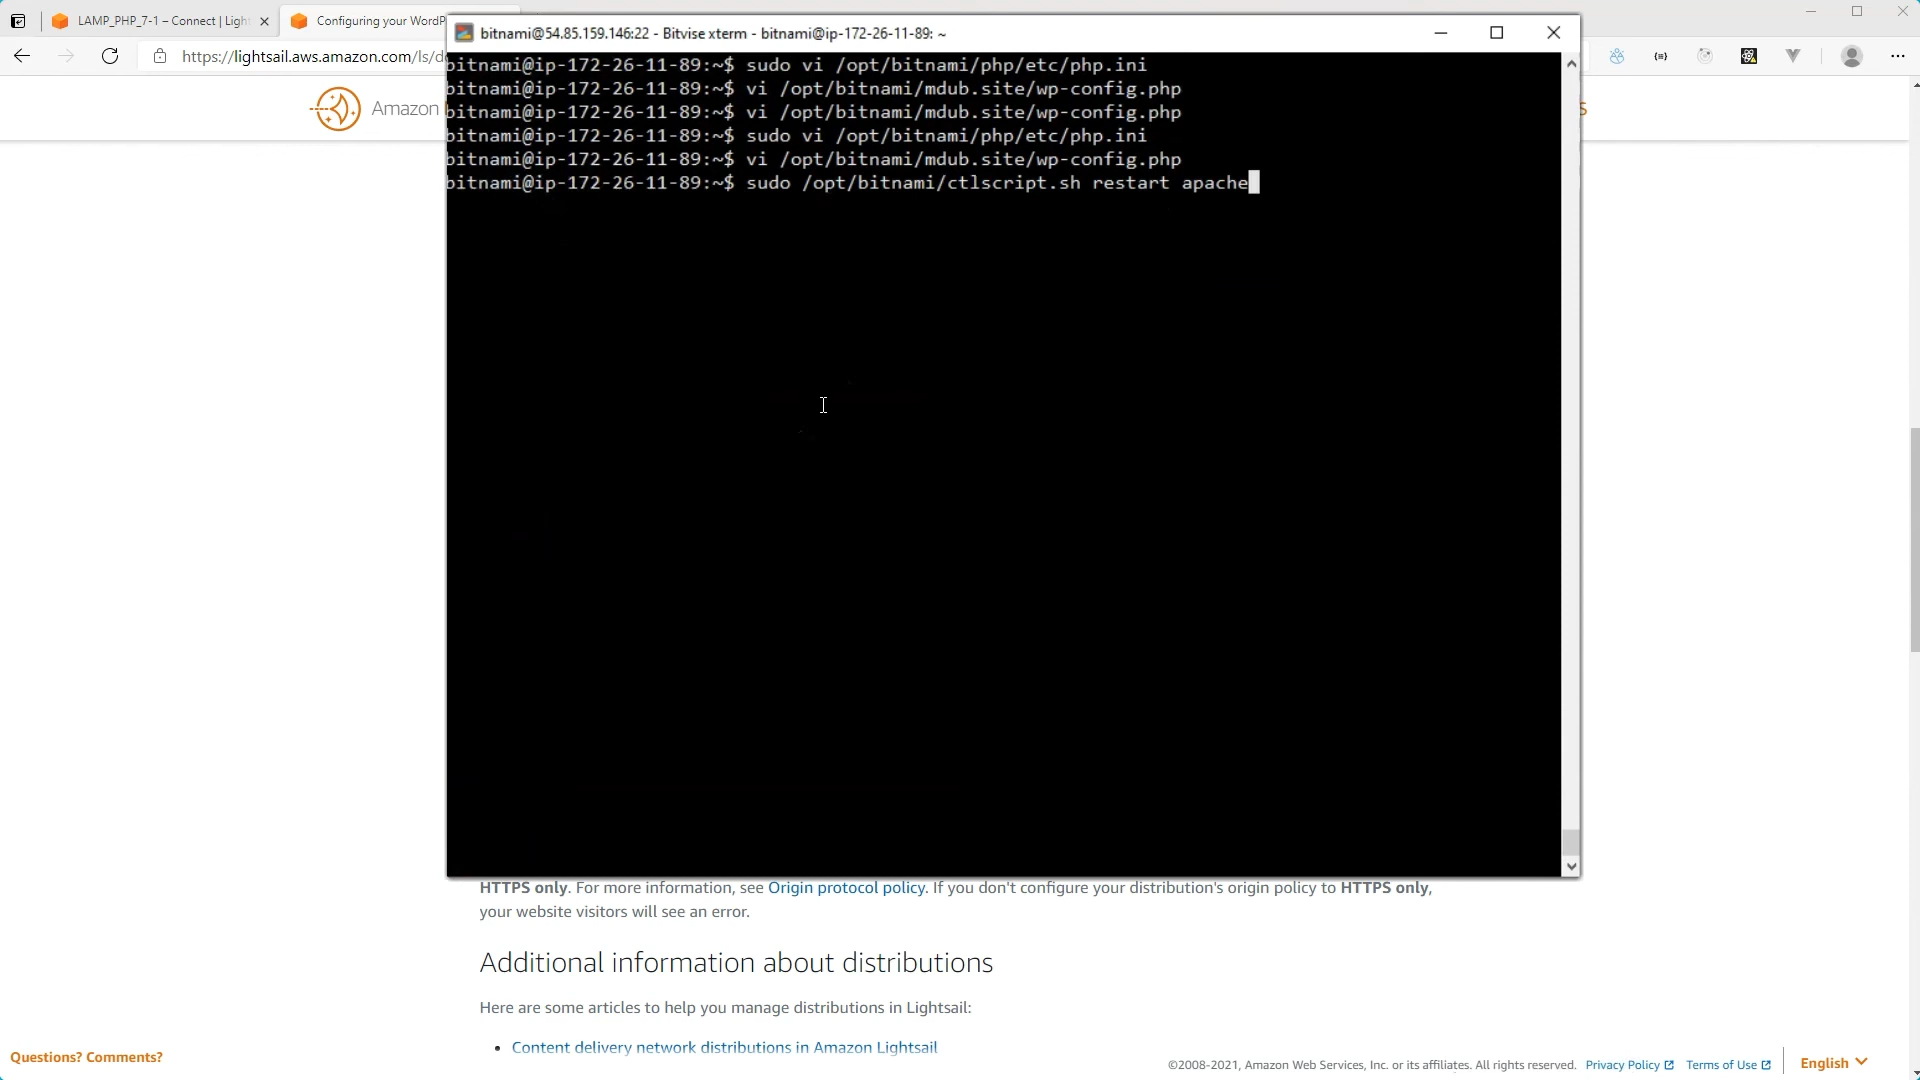 LAMP_PHP_7-1 – Connect | Ligh
Configuring your WordP
https://lightsail.aws.amazon.com/ls/d
Amazon
S
bitnami@54.85.159.146:22 - Bitvise xterm - bitnami@ip-172-26-11-89: ~
bitnami@ip-172-26-11-89:~$ sudo vi /opt/bitnami/php/etc/php.ini
bitnami@ip-172-26-11-89:~$ vi /opt/bitnami/mdub.site/wp-config.php
bitnami@ip-172-26-11-89:~$ vi /opt/bitnami/mdub.site/wp-config.php
bitnami@ip-172-26-11-89:~$ sudo vi /opt/bitnami/php/etc/php.ini
bitnami@ip-172-26-11-89:~$ vi /opt/bitnami/mdub.site/wp-config.php
bitnami@ip-172-26-11-89:~$ sudo /opt/bitnami/ctlscript.sh restart apache
HTTPS only. For more information, see Origin protocol policy. If you don't configure your distribution's origin policy to HTTPS only,
your website visitors will see an error.
Additional information about distributions
Here are some articles to help you manage distributions in Lightsail:
• Content delivery network distributions in Amazon Lightsail
Questions? Comments?
©2008-2021, Amazon Web Services, Inc. or its affiliates. All rights reserved. Privacy Policy Terms of Use
English